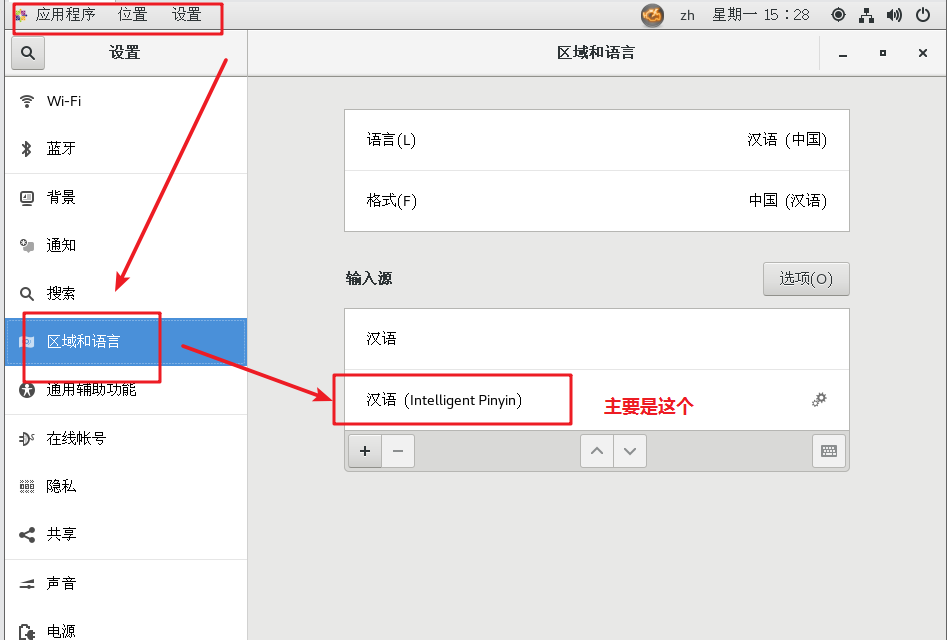 应用程序 位置 设置 zh 星期一 15：28
设置 区域和语言
Wi-Fi
蓝牙
背景
通知
搜索
区域和语言
通用辅助功能
在线帐号
隐私
共享
声音
电源
语言(L) 汉语 (中国)
格式(F) 中国 (汉语)
输入源 选项(O)
汉语
汉语 (Intelligent Pinyin) 主要是这个